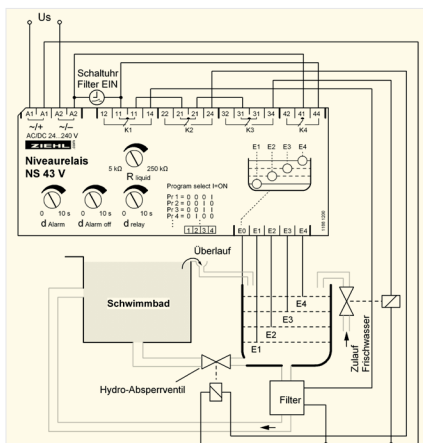 Us
Schaltuhr
Filter EIN
A1 A1 A2 A2
12 11 11 14 22 21 21 24 32 31 31 34 42 41 44
K1 K2 K3 K4
~/+ ~/–
AC/DC 24...240 V
ZIEHL
Niveaurelais
NS 43 V
5 kΩ 250 kΩ
R liquid
E1 E2 E3 E4
0 10 s 0 10 s 0 10 s
d Alarm d Alarm off d relay
Program select I=ON
Pr 1 = 0 0 0 I
Pr 2 = 0 0 I 0
Pr 3 = 0 0 I I
Pr 4 = 0 I 0 0
1 2 3 4
E0 E1 E2 E3 E4
Überlauf
Schwimmbad
E4
E3
E2
E1
Zulauf
Frischwasser
Hydro-Absperrventil
Filter